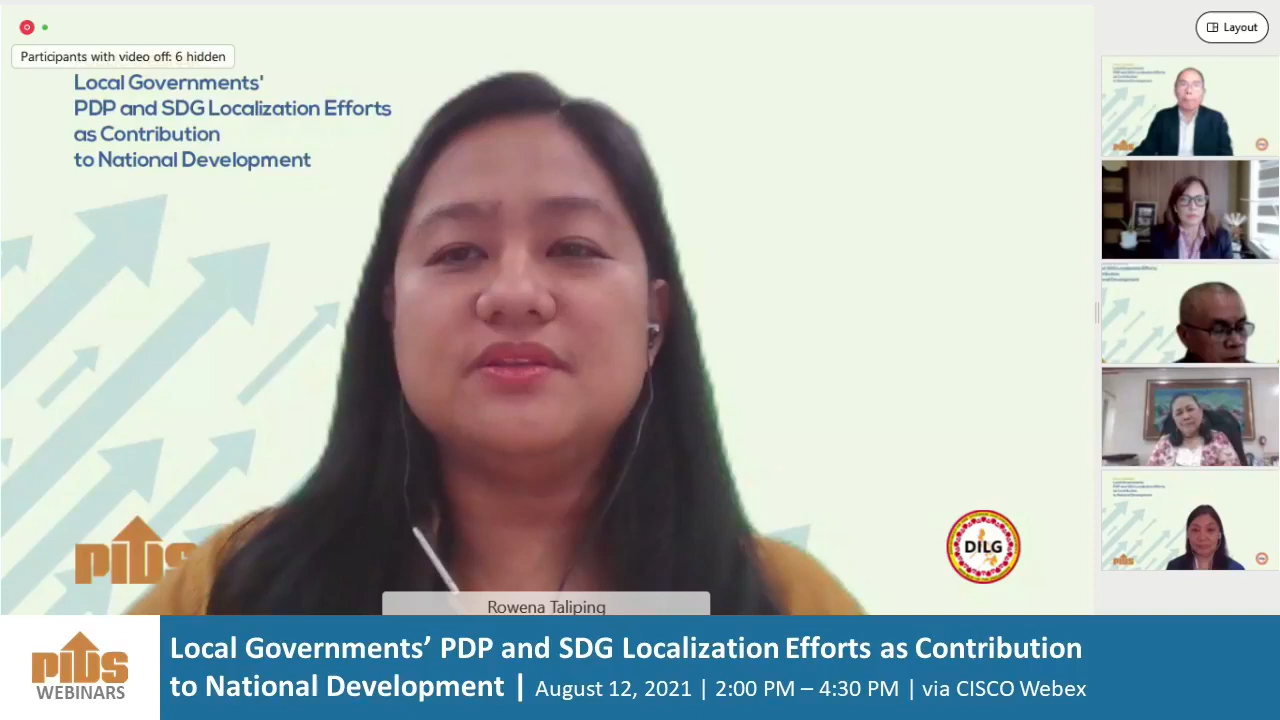 Participants with video off: 6 hidden
Layout
Local Governments'
PDP and SDG Localization Efforts
as Contribution
to National Development
PIDS
DILG
Rowena Taliping
PIDS
WEBINARS
Local Governments' PDP and SDG Localization Efforts as Contribution
to National Development | August 12, 2021 | 2:00 PM – 4:30 PM | via CISCO Webex